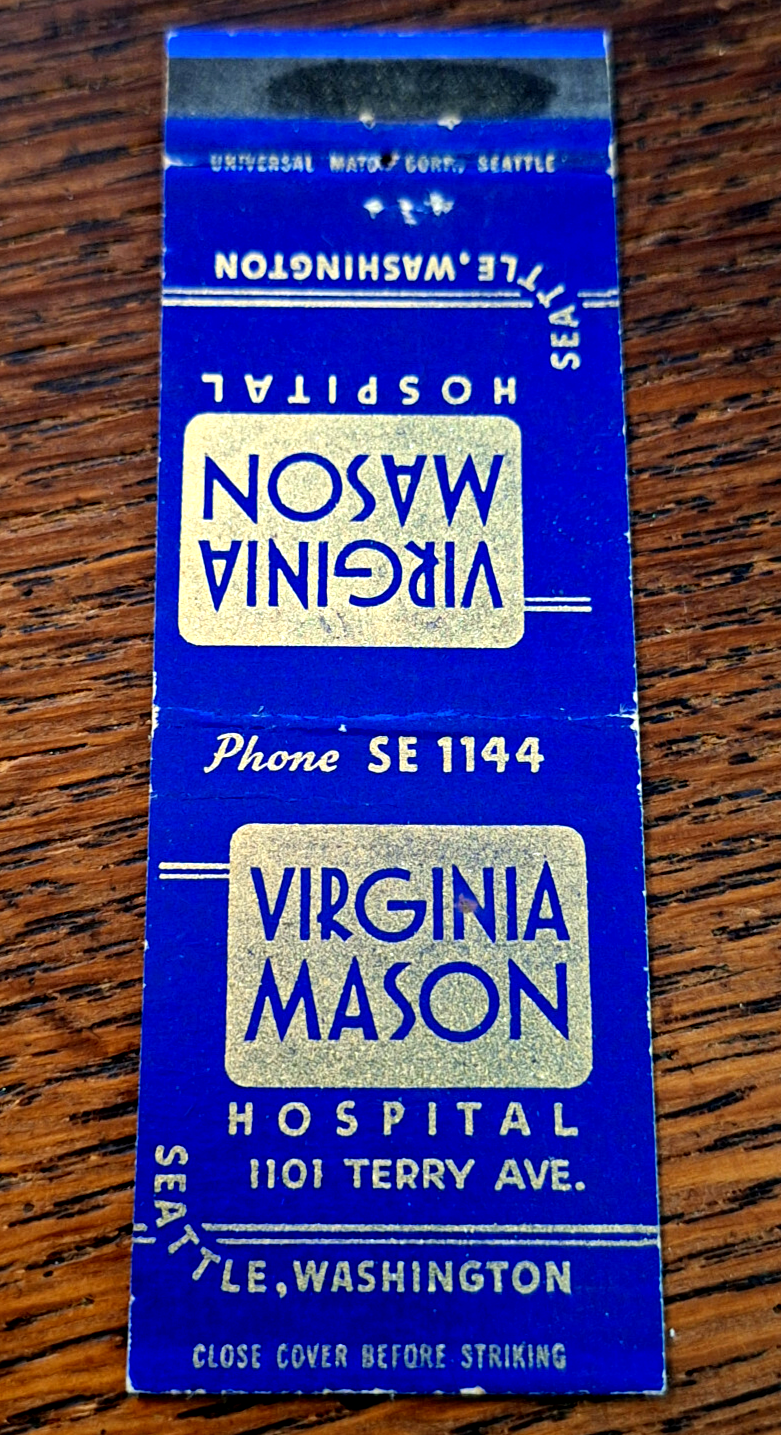 UNIVERSAL MATCH CORP., SEATTLE
SEATTLE, WASHINGTON
HOSPITAL
MASON
VIRGINIA
Phone SE 1144
VIRGINIA
MASON
HOSPITAL
1101 TERRY AVE.
SEATTLE, WASHINGTON
CLOSE COVER BEFORE STRIKING